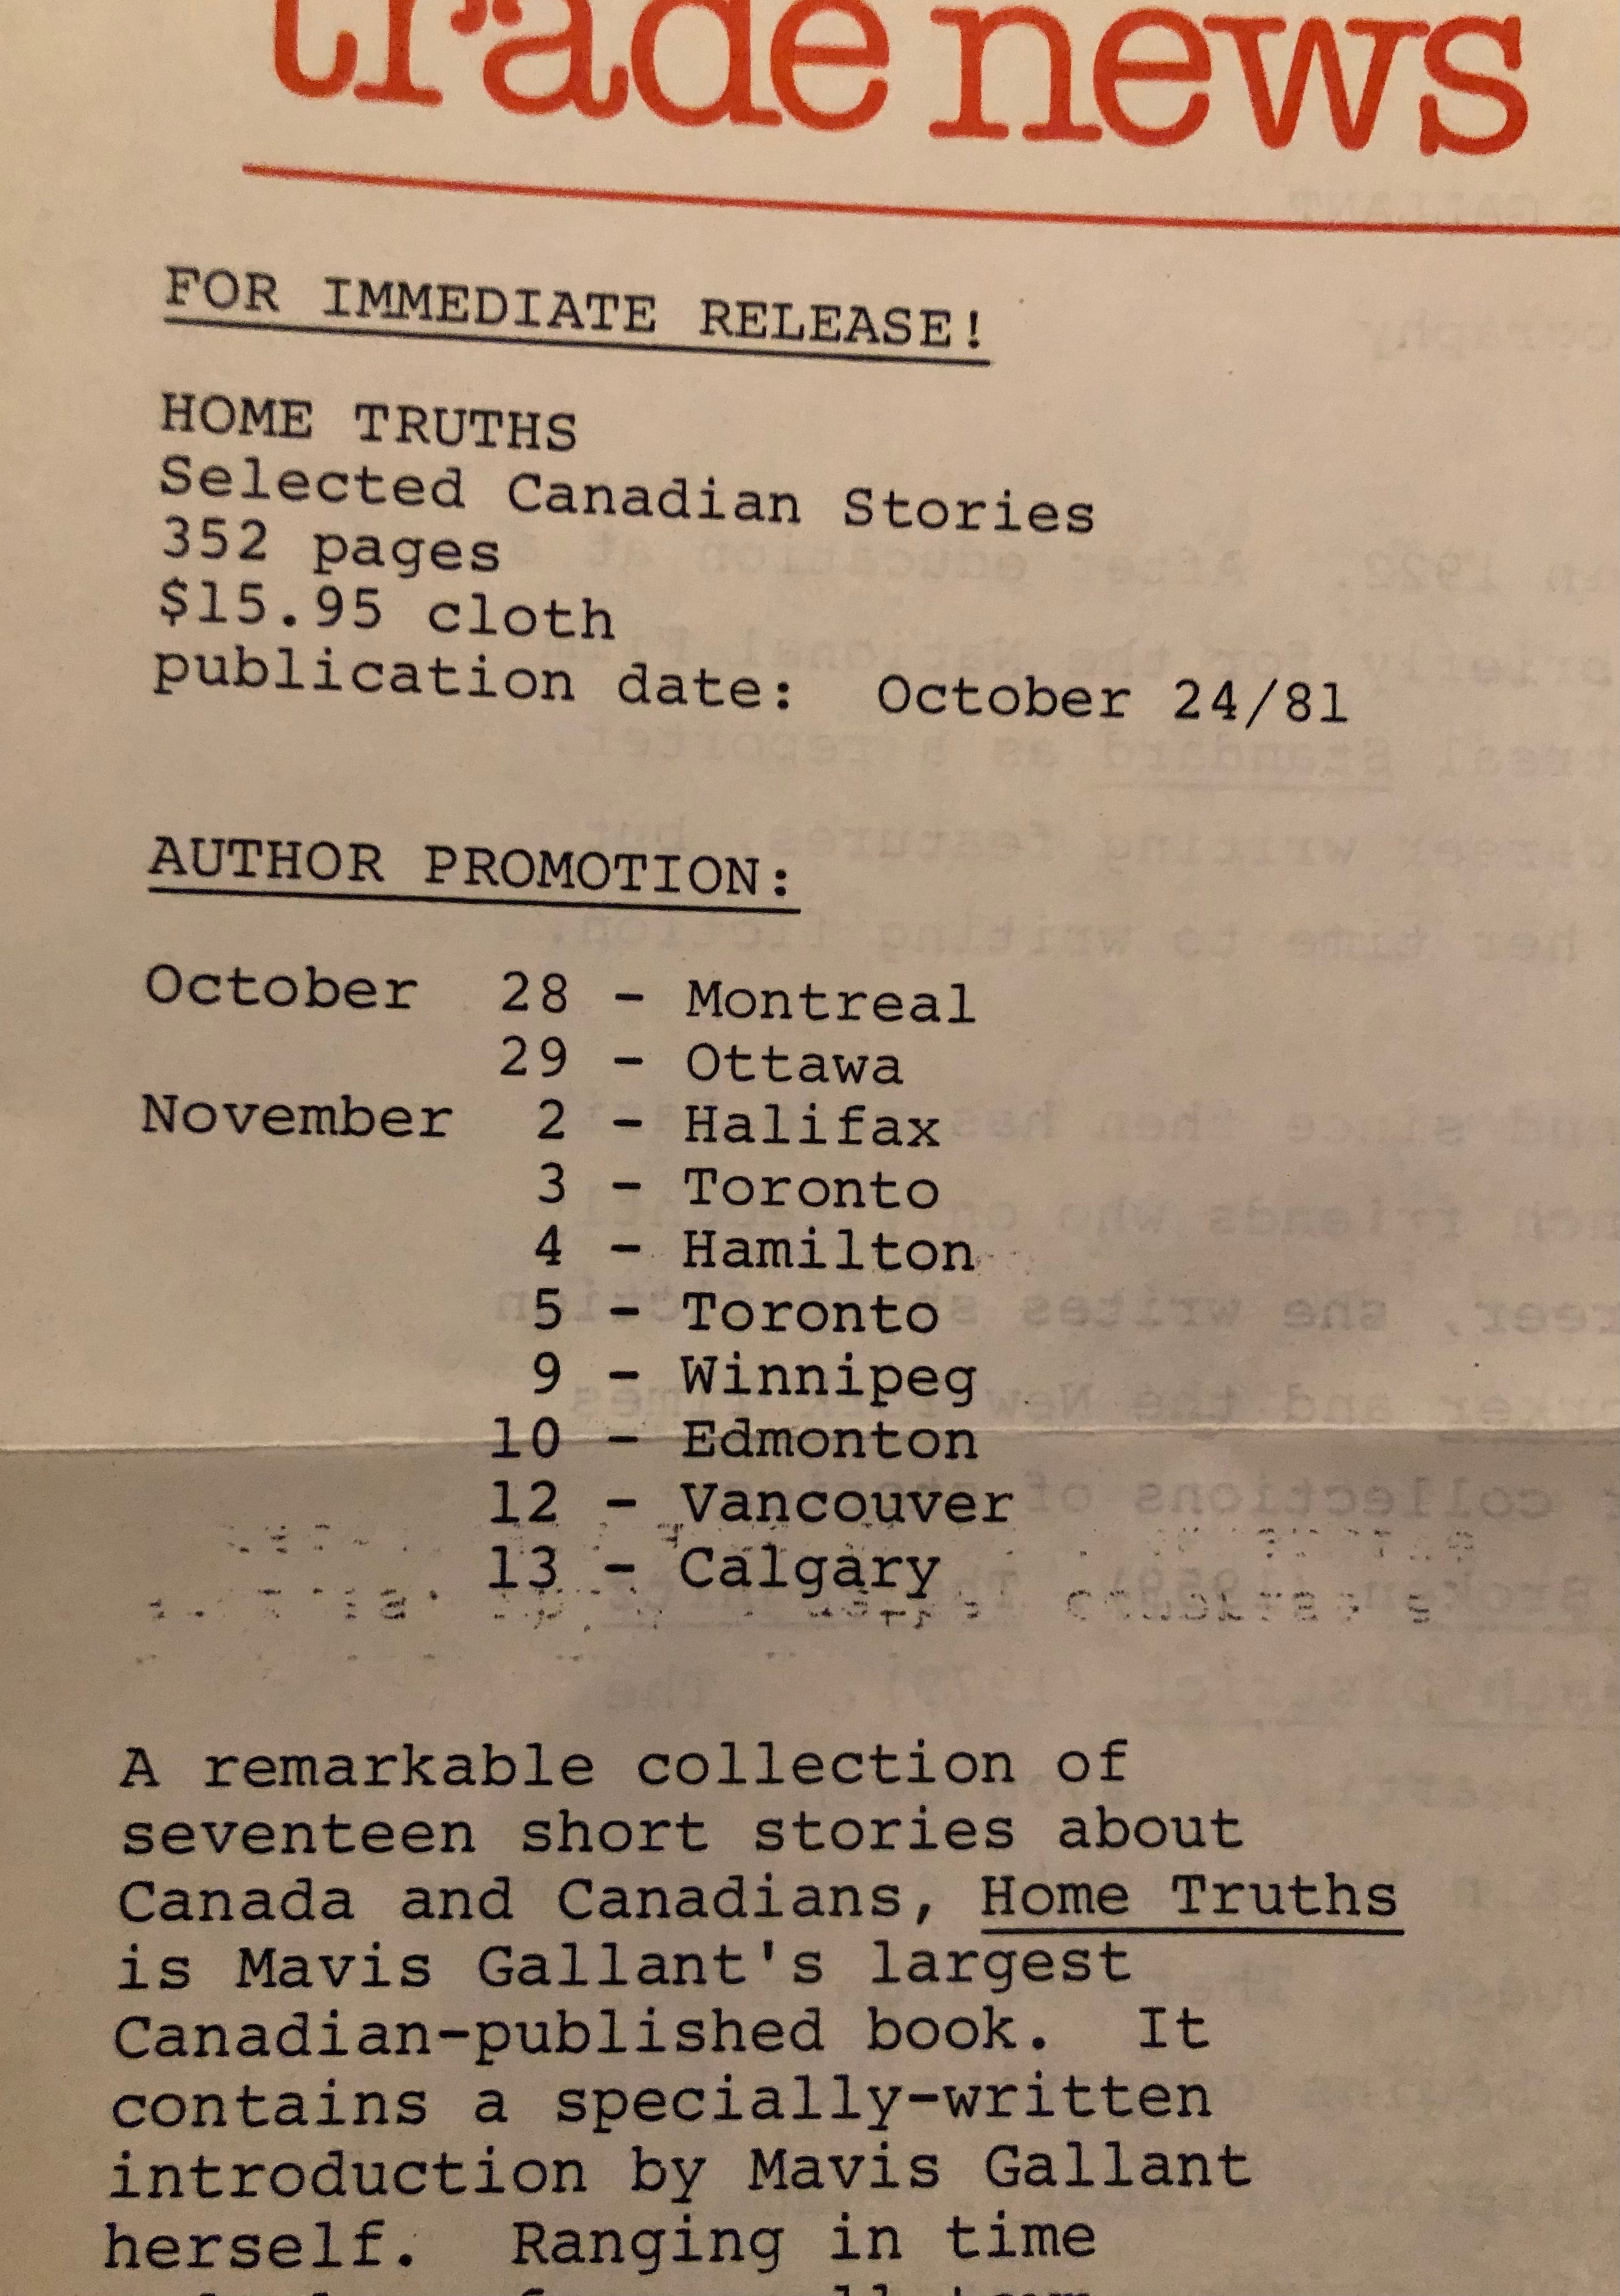 trade news
FOR IMMEDIATE RELEASE!
HOME TRUTHS
Selected Canadian Stories
352 pages
$15.95 cloth
publication date: October 24/81
AUTHOR PROMOTION:
October 28 - Montreal
29 - Ottawa
November 2 - Halifax
3 - Toronto
4 - Hamilton
5 - Toronto
9 - Winnipeg
10 - Edmonton
12 - Vancouver
13 - Calgary
A remarkable collection of
seventeen short stories about
Canada and Canadians, Home Truths
is Mavis Gallant's largest
Canadian-published book. It
contains a specially-written
introduction by Mavis Gallant
herself. Ranging in time